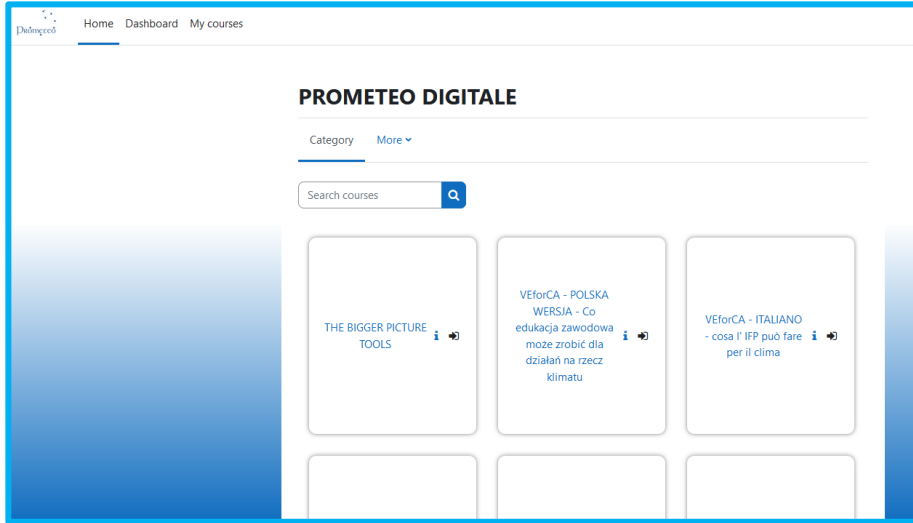 Prometeo
Home Dashboard My courses
PROMETEO DIGITALE
Category More
Search courses
THE BIGGER PICTURE
TOOLS
VEforCA - POLSKA
WERSJA - Co
edukacja zawodowa
może zrobić dla
działań na rzecz
klimatu
VEforCA - ITALIANO
- cosa l' IFP può fare
per il clima